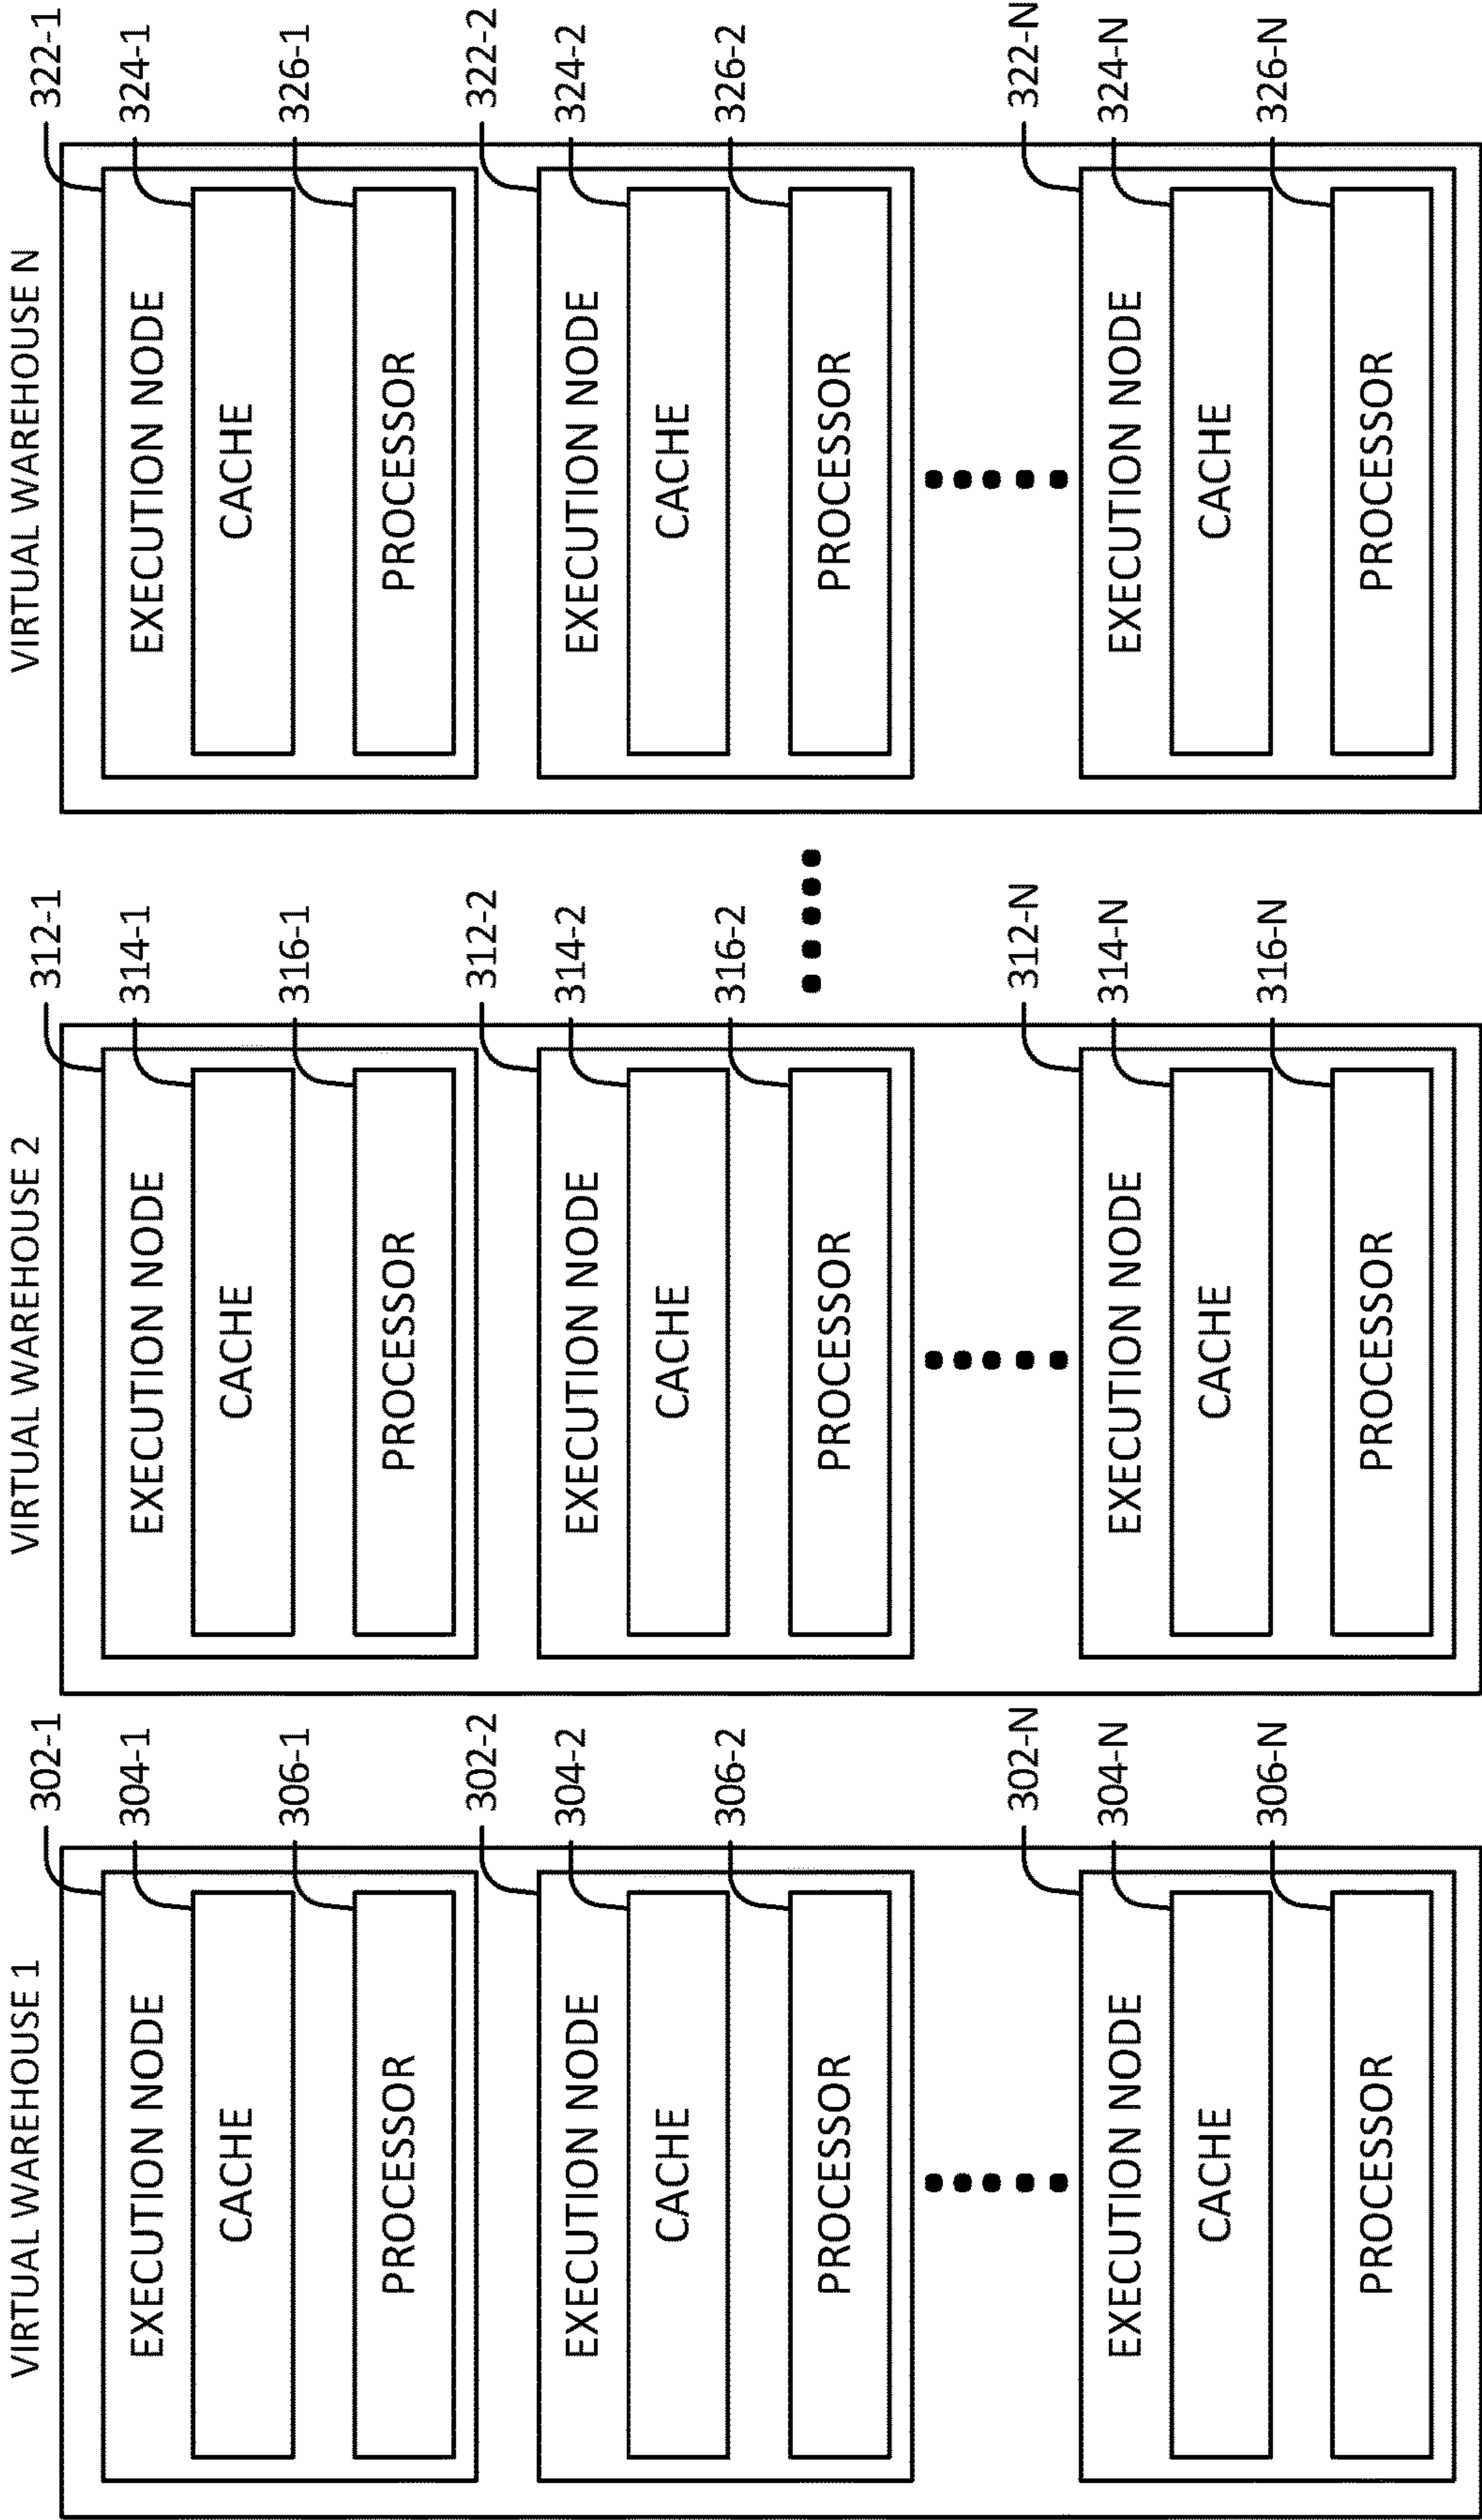 VIRTUAL WAREHOUSE 1
302-1
EXECUTION NODE
304-1
CACHE
306-1
PROCESSOR
302-2
EXECUTION NODE
304-2
CACHE
306-2
PROCESSOR
302-N
EXECUTION NODE
304-N
CACHE
306-N
PROCESSOR
VIRTUAL WAREHOUSE 2
312-1
EXECUTION NODE
314-1
CACHE
316-1
PROCESSOR
312-2
EXECUTION NODE
314-2
CACHE
316-2
PROCESSOR
312-N
EXECUTION NODE
314-N
CACHE
316-N
PROCESSOR
VIRTUAL WAREHOUSE N
322-1
EXECUTION NODE
324-1
CACHE
326-1
PROCESSOR
322-2
EXECUTION NODE
324-2
CACHE
326-2
PROCESSOR
322-N
EXECUTION NODE
324-N
CACHE
326-N
PROCESSOR